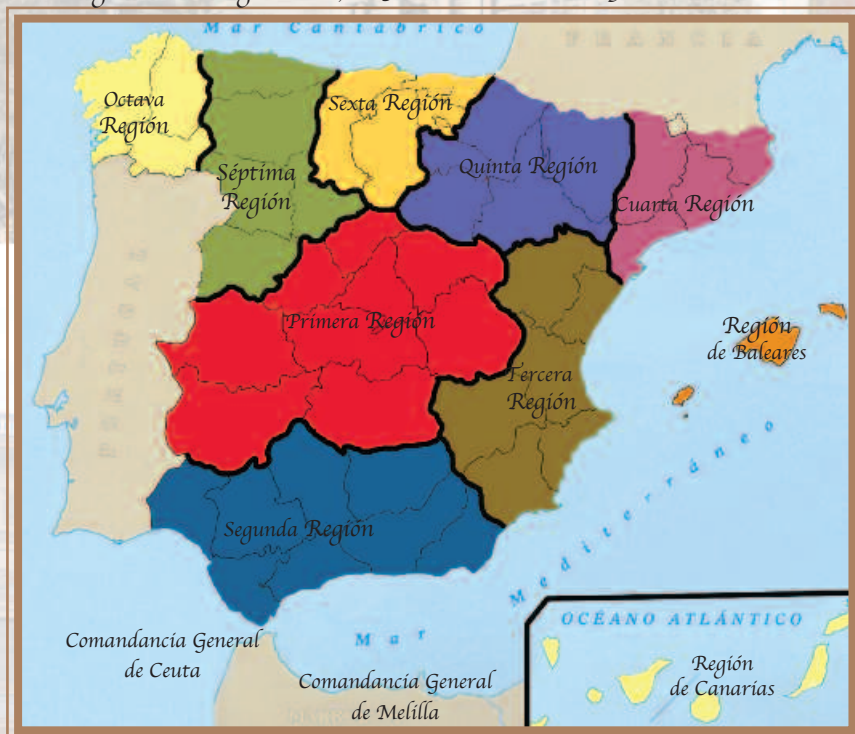 Mar Cantábrico
FRANCIA
Octava
Región
Séptima
Región
Sexta Región
Quinta Región
Cuarta Región
PORTUGAL
Primera Región
Tercera
Región
Región
de Baleares
Segunda Región
Mar Mediterráneo
Comandancia General
de Ceuta
Comandancia General
de Melilla
OCÉANO ATLÁNTICO
Región
de Canarias